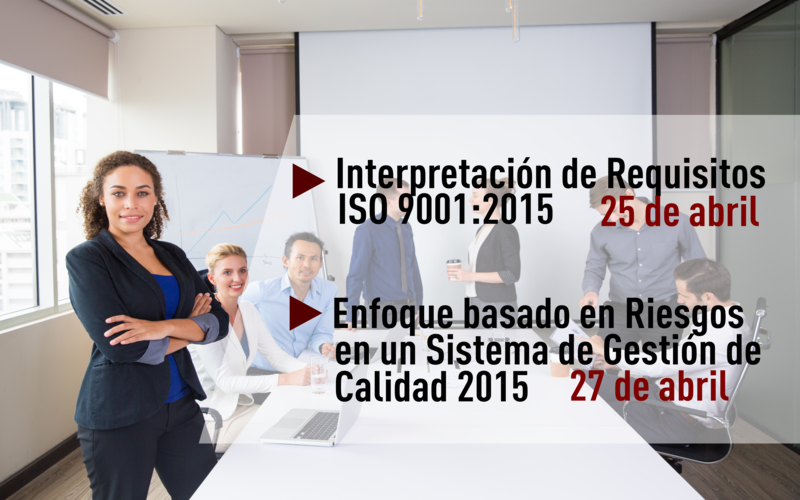 Interpretación de Requisitos
ISO 9001:2015 25 de abril
Enfoque basado en Riesgos
en un Sistema de Gestión de
Calidad 2015 27 de abril